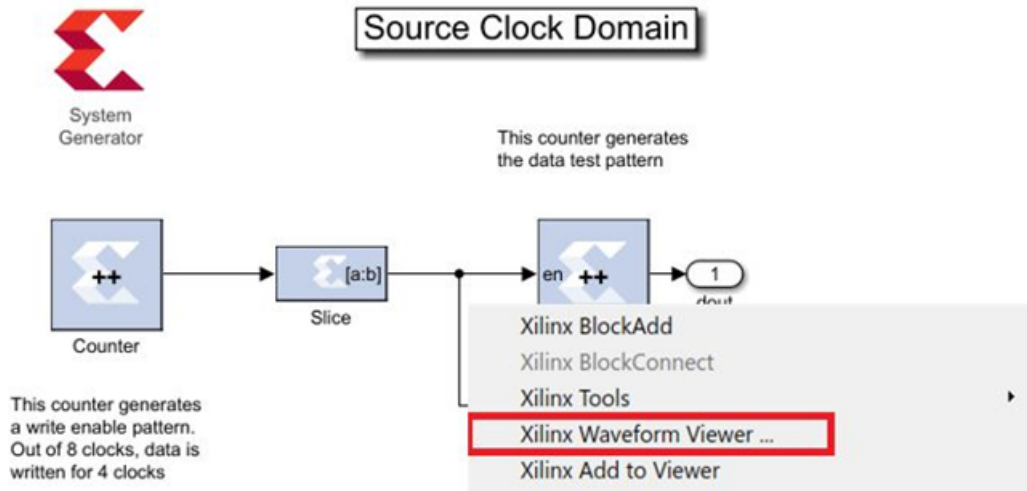 Source Clock Domain
System
Generator
This counter generates
the data test pattern
++
[a:b]
en ++
1
dout
Slice
Counter
This counter generates
a write enable pattern.
Out of 8 clocks, data is
written for 4 clocks
Xilinx BlockAdd
Xilinx BlockConnect
Xilinx Tools
Xilinx Waveform Viewer ...
Xilinx Add to Viewer